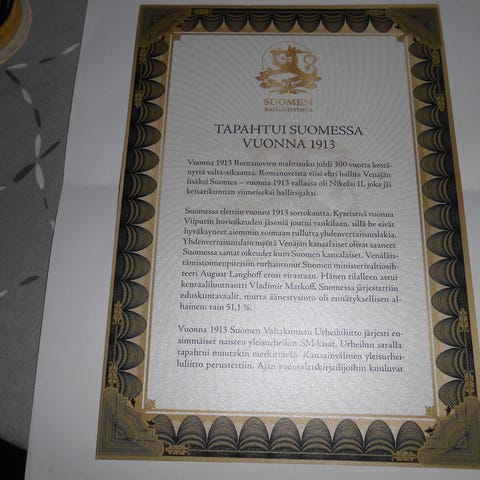 SUOMEN
RAHAHISTORIA
TAPAHTUI SUOMESSA
VUONNA 1913
Vuonna 1913 Romanovien mahtisuku juhli 300 vuotta kestä-
nyttä valta-aikaansa. Romanoveista viisi ehti hallita Venäjän
lisäksi Suomea – vuonna 1913 vallassa oli Nikolai II, joka jäi
keisarikunnan viimeiseksi hallitsijaksi.
Suomessa elettiin vuonna 1913 sortokautta. Kyseisenä vuonna
Viipurin hovioikeuden jäseniä joutui vankilaan, sillä he eivät
hyväksyneet aiemmin voimaan tullutta yhdenvertaisuuslakia.
Yhdenvertaisuulain myötä Venäjän kansalaiset olivat saaneet
Suomessa samat oikeudet kuin Suomen kansalaiset. Venäläis-
tämistoimenpiteisiin turhautunut Suomen ministerivaltiosih-
teeri August Langhoff erosi virastaan. Hänen tilalleen astui
kenraaliluutnantti Vladimir Markoff. Suomessa järjestettiin
eduskuntavaalit, mutta äänestysinto oli ennätyksellisen al-
hainen: vain 51,1 %.
Vuonna 1913 Suomen Valtakunnan Urheiluliitto järjesti en-
simmäiset naisten yleisurheilun SM-kisat. Urheilun saralla
tapahtui muutakin merkittävää: Kansainvälinen yleisurhei-
luliitto perustettiin. Ajan suomalaiskirjailijoihin kuuluvat